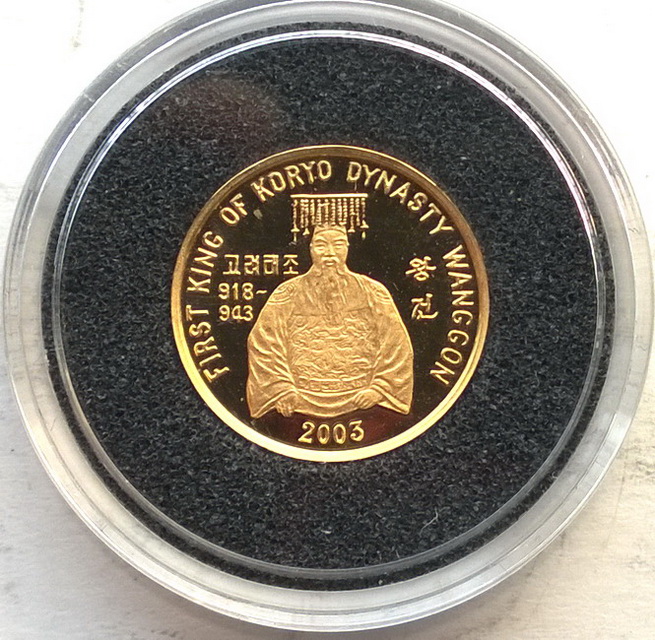 FIRST KING OF KORYO DYNASTY WANGGON
고려태조
918-
943
왕
건
2003